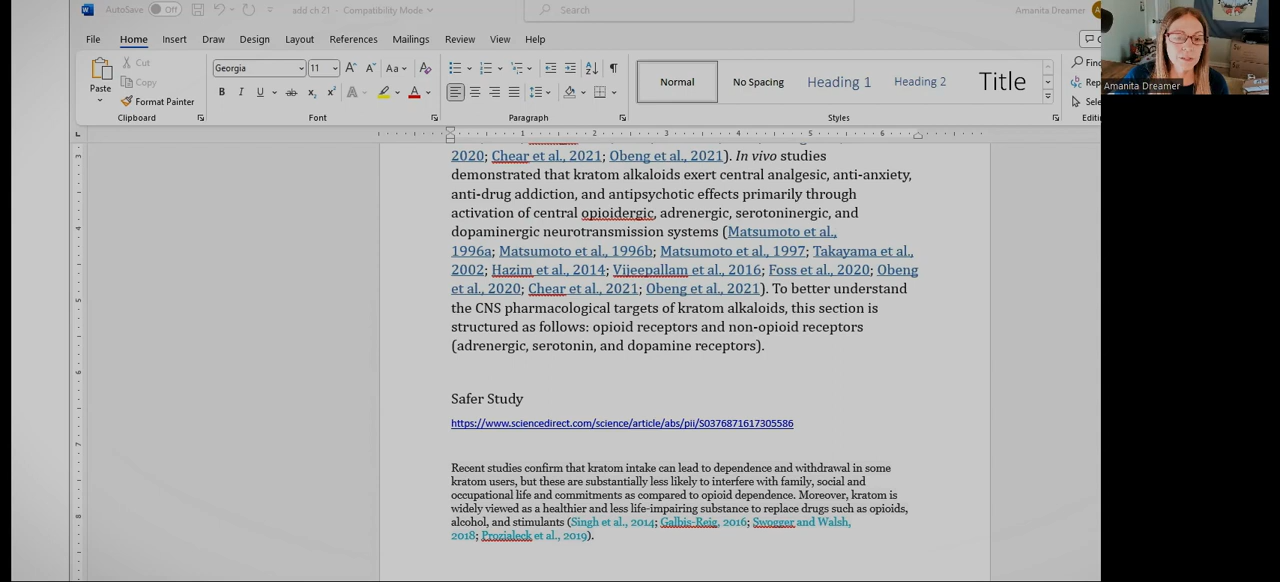 AutoSave Off add ch 21 - Compatibility Mode Search Amanita Dreamer A
File Home Insert Draw Design Layout References Mailings Review View Help
Cut
Copy
Paste
Format Painter
Georgia 11 Aa
B I U ab x₂ x² A A
Normal No Spacing Heading 1 Heading 2 Title
Clipboard Font Paragraph Styles
Amanita Dreamer
1 2 3 4 5 6
2020; Chear et al., 2021; Obeng et al., 2021). In vivo studies
demonstrated that kratom alkaloids exert central analgesic, anti-anxiety,
anti-drug addiction, and antipsychotic effects primarily through
activation of central opioidergic, adrenergic, serotoninergic, and
dopaminergic neurotransmission systems (Matsumoto et al.,
1996a; Matsumoto et al., 1996b; Matsumoto et al., 1997; Takayama et al.,
2002; Hazim et al., 2014; Vijeepallam et al., 2016; Foss et al., 2020; Obeng
et al., 2020; Chear et al., 2021; Obeng et al., 2021). To better understand
the CNS pharmacological targets of kratom alkaloids, this section is
structured as follows: opioid receptors and non-opioid receptors
(adrenergic, serotonin, and dopamine receptors).
Safer Study
https://www.sciencedirect.com/science/article/abs/pii/S0376871617305586
Recent studies confirm that kratom intake can lead to dependence and withdrawal in some
kratom users, but these are substantially less likely to interfere with family, social and
occupational life and commitments as compared to opioid dependence. Moreover, kratom is
widely viewed as a healthier and less life-impairing substance to replace drugs such as opioids,
alcohol, and stimulants (Singh et al., 2014; Galbis-Reig, 2016; Swogger and Walsh,
2018; Prozialeck et al., 2019).